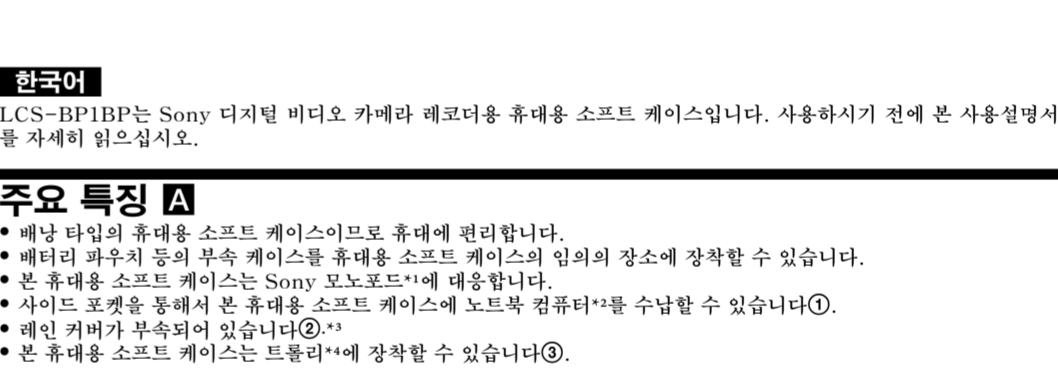 한국어
LCS-BP1BP는 Sony 디지털 비디오 카메라 레코더용 휴대용 소프트 케이스입니다. 사용하시기 전에 본 사용설명서
를 자세히 읽으십시오.
주요 특징 A
• 배낭 타입의 휴대용 소프트 케이스이므로 휴대에 편리합니다.
• 배터리 파우치 등의 부속 케이스를 휴대용 소프트 케이스의 임의의 장소에 장착할 수 있습니다.
• 본 휴대용 소프트 케이스는 Sony 모노포드*1에 대응합니다.
• 사이드 포켓을 통해서 본 휴대용 소프트 케이스에 노트북 컴퓨터*2를 수납할 수 있습니다①.
• 레인 커버가 부속되어 있습니다②.*3
• 본 휴대용 소프트 케이스는 트롤리*4에 장착할 수 있습니다③.